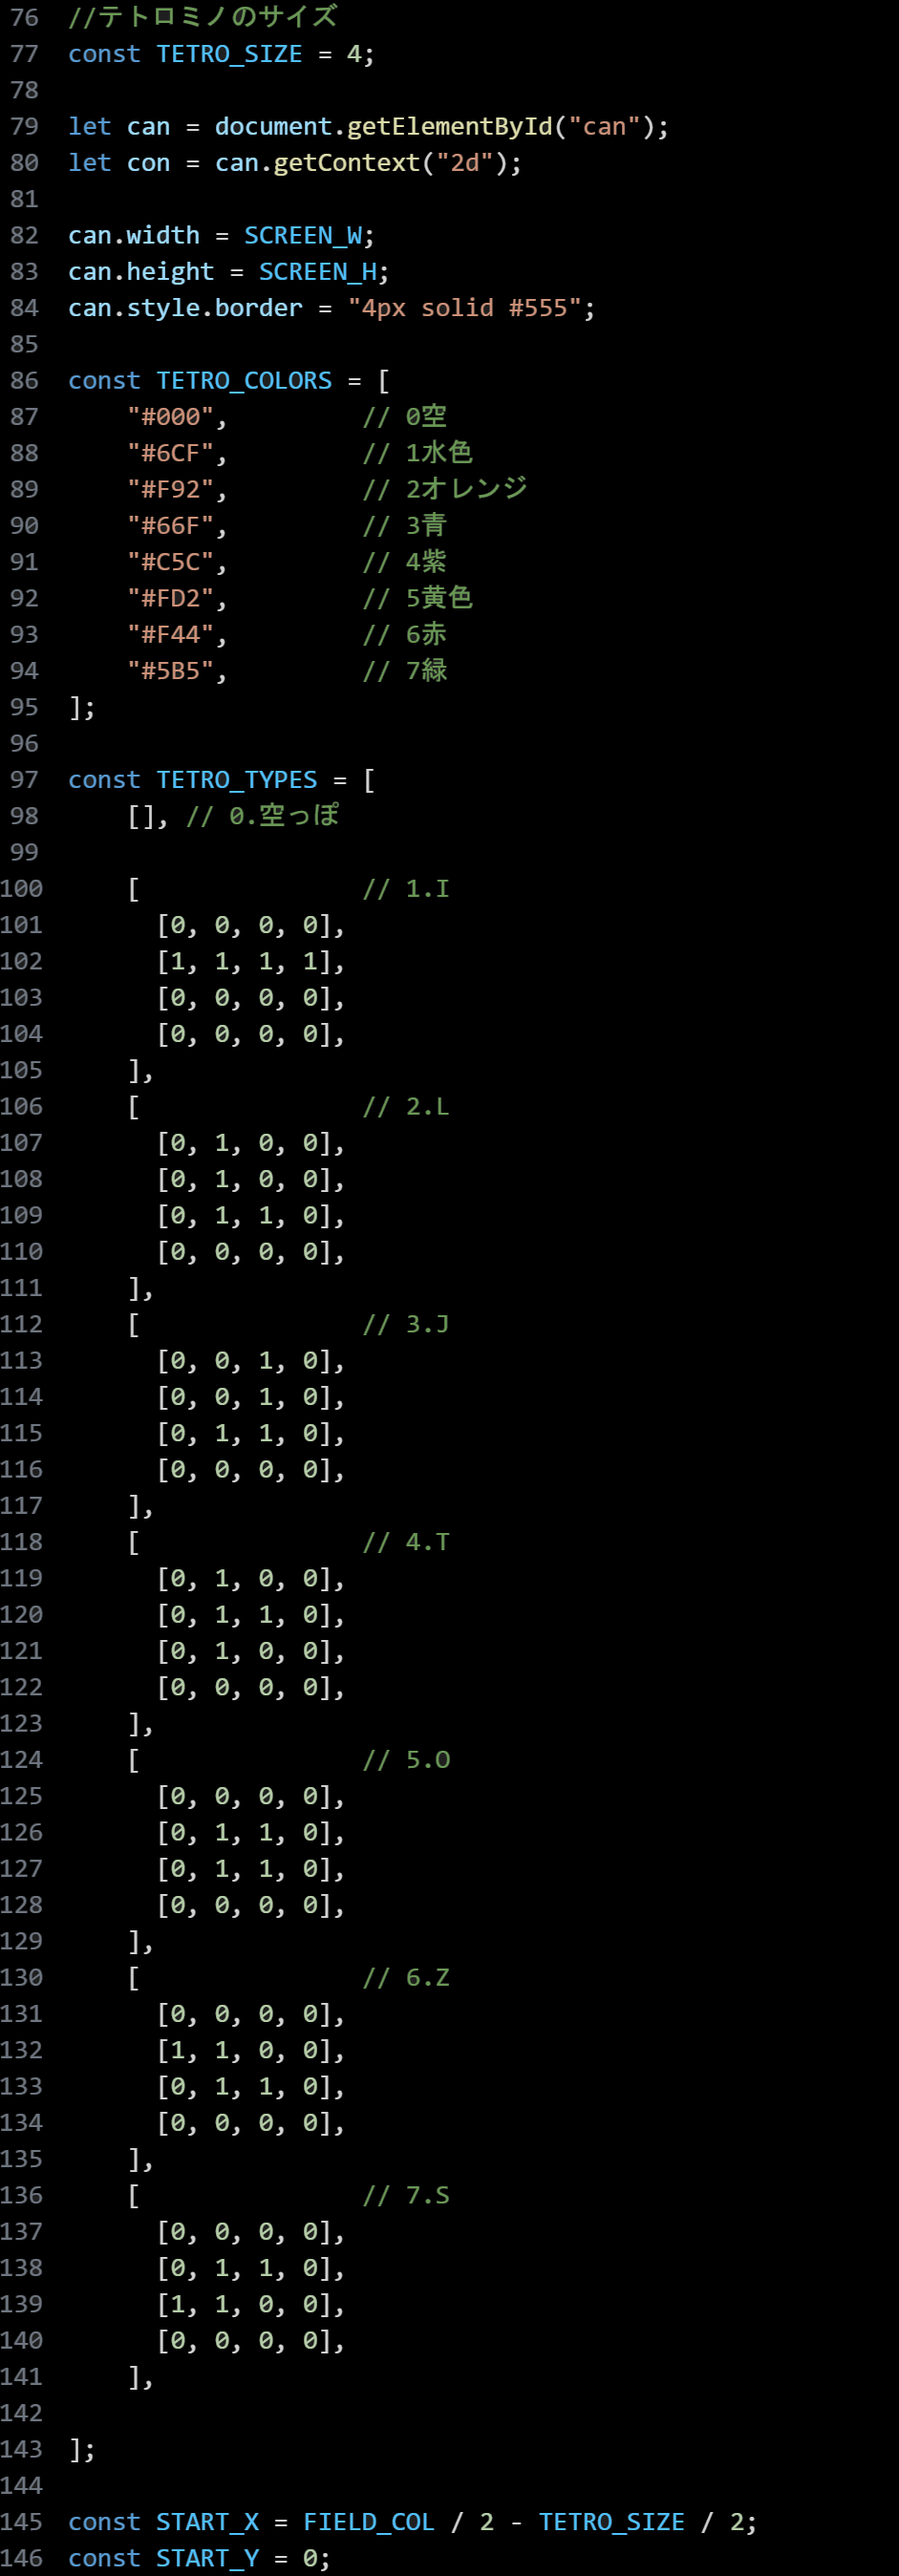 76 //テトロミノのサイズ
77 const TETRO_SIZE = 4;
78
79 let can = document.getElementById("can");
80 let con = can.getContext("2d");
81
82 can.width = SCREEN_W;
83 can.height = SCREEN_H;
84 can.style.border = "4px solid #555";
85
86 const TETRO_COLORS = [
87     "#000",         // 0空
88     "#6CF",         // 1水色
89     "#F92",         // 2オレンジ
90     "#66F",         // 3青
91     "#C5C",         // 4紫
92     "#FD2",         // 5黄色
93     "#F44",         // 6赤
94     "#5B5",         // 7緑
95 ];
96
97 const TETRO_TYPES = [
98     [], // 0.空っぽ
99
100     [               // 1.I
101       [0, 0, 0, 0],
102       [1, 1, 1, 1],
103       [0, 0, 0, 0],
104       [0, 0, 0, 0],
105     ],
106     [               // 2.L
107       [0, 1, 0, 0],
108       [0, 1, 0, 0],
109       [0, 1, 1, 0],
110       [0, 0, 0, 0],
111     ],
112     [               // 3.J
113       [0, 0, 1, 0],
114       [0, 0, 1, 0],
115       [0, 1, 1, 0],
116       [0, 0, 0, 0],
117     ],
118     [               // 4.T
119       [0, 1, 0, 0],
120       [0, 1, 1, 0],
121       [0, 1, 0, 0],
122       [0, 0, 0, 0],
123     ],
124     [               // 5.O
125       [0, 0, 0, 0],
126       [0, 1, 1, 0],
127       [0, 1, 1, 0],
128       [0, 0, 0, 0],
129     ],
130     [               // 6.Z
131       [0, 0, 0, 0],
132       [1, 1, 0, 0],
133       [0, 1, 1, 0],
134       [0, 0, 0, 0],
135     ],
136     [               // 7.S
137       [0, 0, 0, 0],
138       [0, 1, 1, 0],
139       [1, 1, 0, 0],
140       [0, 0, 0, 0],
141     ],
142
143 ];
144
145 const START_X = FIELD_COL / 2 - TETRO_SIZE / 2;
146 const START_Y = 0;